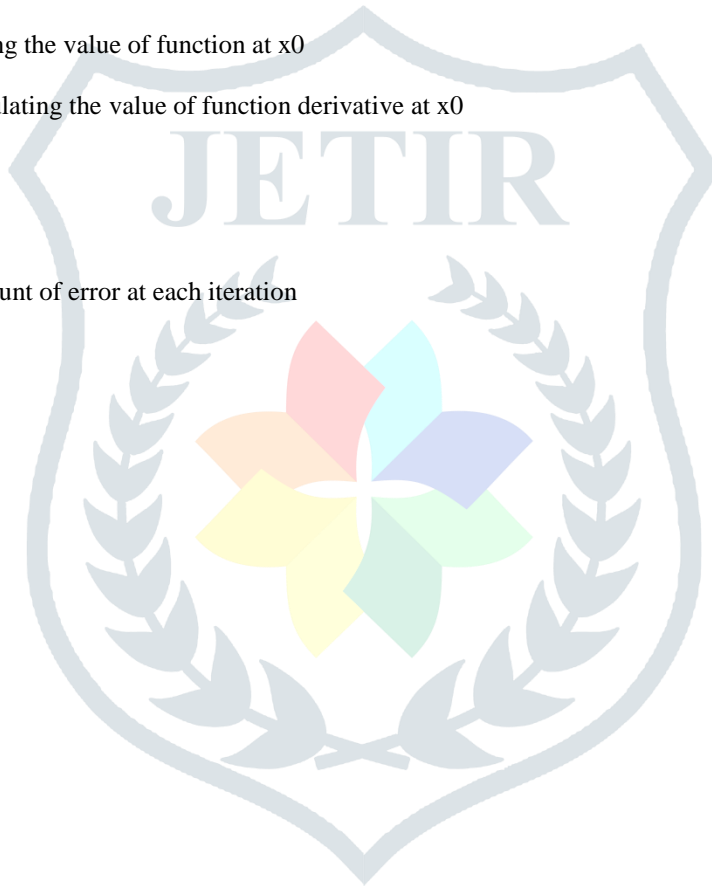 ng the value of function at x0
lating the value of function derivative at x0
JETIR
unt of error at each iteration